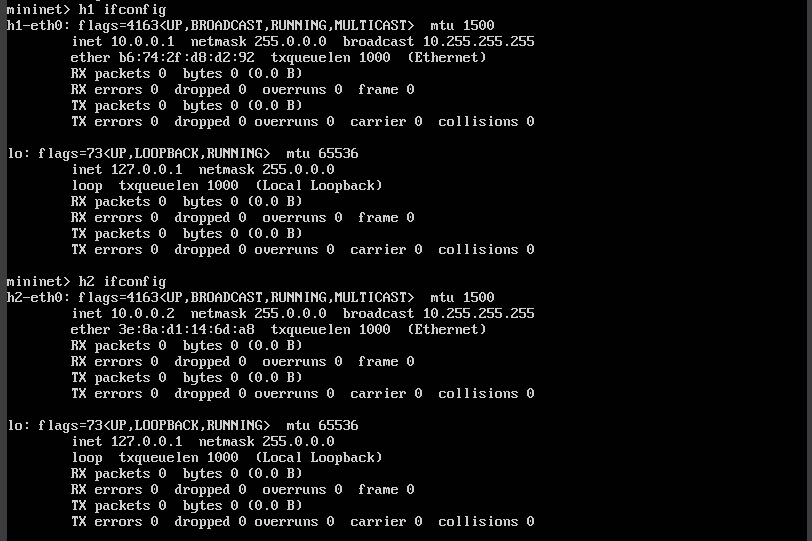 mininet> h1 ifconfig
h1-eth0: flags=4163<UP,BROADCAST,RUNNING,MULTICAST>  mtu 1500
        inet 10.0.0.1  netmask 255.0.0.0  broadcast 10.255.255.255
        ether b6:74:2f:d8:d2:92  txqueuelen 1000  (Ethernet)
        RX packets 0  bytes 0 (0.0 B)
        RX errors 0  dropped 0  overruns 0  frame 0
        TX packets 0  bytes 0 (0.0 B)
        TX errors 0  dropped 0 overruns 0  carrier 0  collisions 0

lo: flags=73<UP,LOOPBACK,RUNNING>  mtu 65536
        inet 127.0.0.1  netmask 255.0.0.0
        loop  txqueuelen 1000  (Local Loopback)
        RX packets 0  bytes 0 (0.0 B)
        RX errors 0  dropped 0  overruns 0  frame 0
        TX packets 0  bytes 0 (0.0 B)
        TX errors 0  dropped 0 overruns 0  carrier 0  collisions 0

mininet> h2 ifconfig
h2-eth0: flags=4163<UP,BROADCAST,RUNNING,MULTICAST>  mtu 1500
        inet 10.0.0.2  netmask 255.0.0.0  broadcast 10.255.255.255
        ether 3e:8a:d1:14:6d:a8  txqueuelen 1000  (Ethernet)
        RX packets 0  bytes 0 (0.0 B)
        RX errors 0  dropped 0  overruns 0  frame 0
        TX packets 0  bytes 0 (0.0 B)
        TX errors 0  dropped 0 overruns 0  carrier 0  collisions 0

lo: flags=73<UP,LOOPBACK,RUNNING>  mtu 65536
        inet 127.0.0.1  netmask 255.0.0.0
        loop  txqueuelen 1000  (Local Loopback)
        RX packets 0  bytes 0 (0.0 B)
        RX errors 0  dropped 0  overruns 0  frame 0
        TX packets 0  bytes 0 (0.0 B)
        TX errors 0  dropped 0 overruns 0  carrier 0  collisions 0